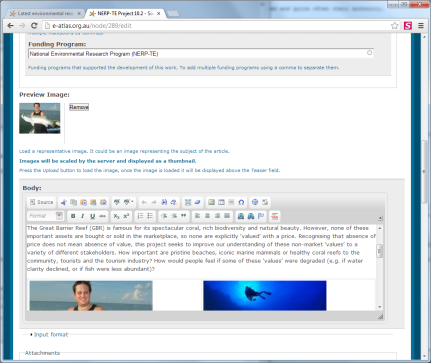 Latest environmental res
NERP-TE Project 10.2 - So
e-atlas.org.au/node/289/edit
Funding Program:
National Environmental Research Program (NERP-TE)
Funding programs that supported the development of this work. To add multiple funding programs using a comma to separate them.
Preview Image:
Remove
Load a representative image. It could be an image representing the subject of the article.
Images will be scaled by the server and displayed as a thumbnail.
Press the Upload button to load the image, once the image is loaded it will be displayed above the Teaser field.
Body:
Source
Format
B I U abc x₂ x²
The Great Barrier Reef (GBR) is famous for its spectacular coral, rich biodiversity and natural beauty. However, none of these
important assets are bought or sold in the marketplace, so none are explicitly 'valued' with a price. Recognising that absence of
price does not mean absence of value, this project seeks to improve our understanding of these non-market 'values' to a
variety of different stakeholders. How important are pristine beaches, iconic marine mammals or healthy coral reefs to the
community, tourists and the tourism industry? How would people feel if some of these 'values' were degraded (e.g. if water
clarity declined, or if fish were less abundant)?
Input format
Attachments